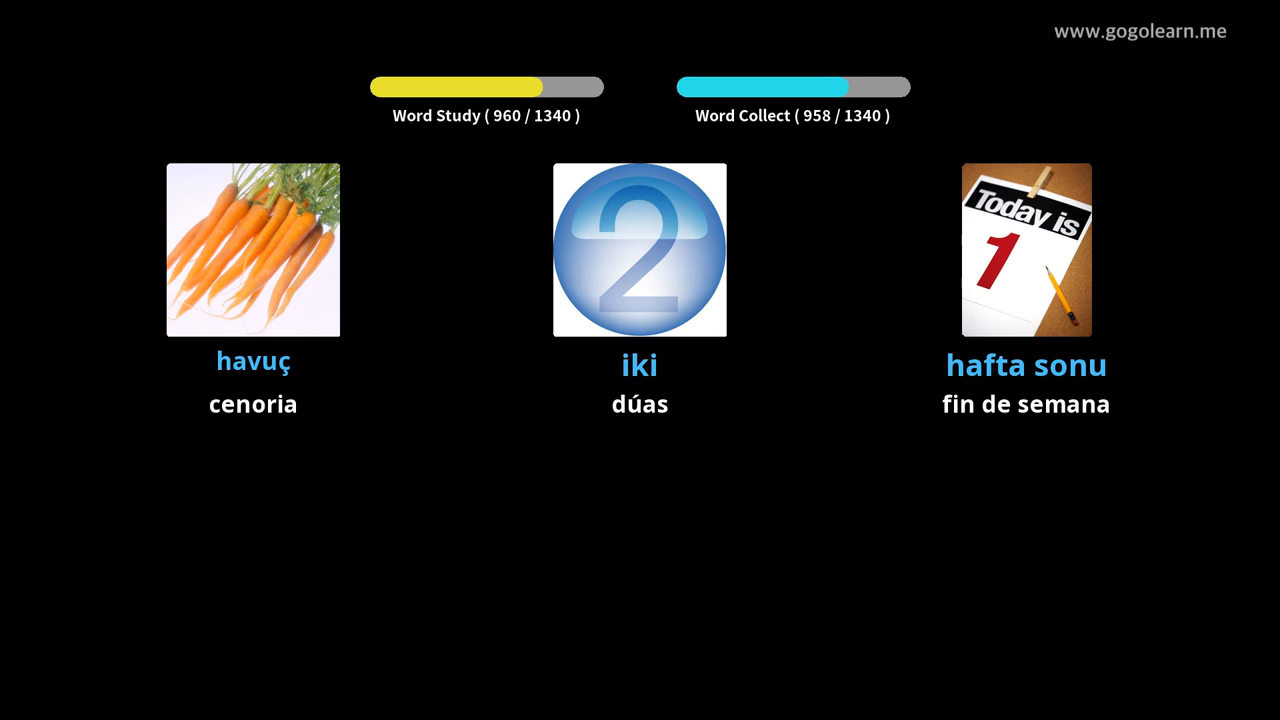 www.gogolearn.me
Word Study ( 960 / 1340 )
Word Collect ( 958 / 1340 )
2
Today is
1
havuç
iki
hafta sonu
cenoria
dúas
fin de semana